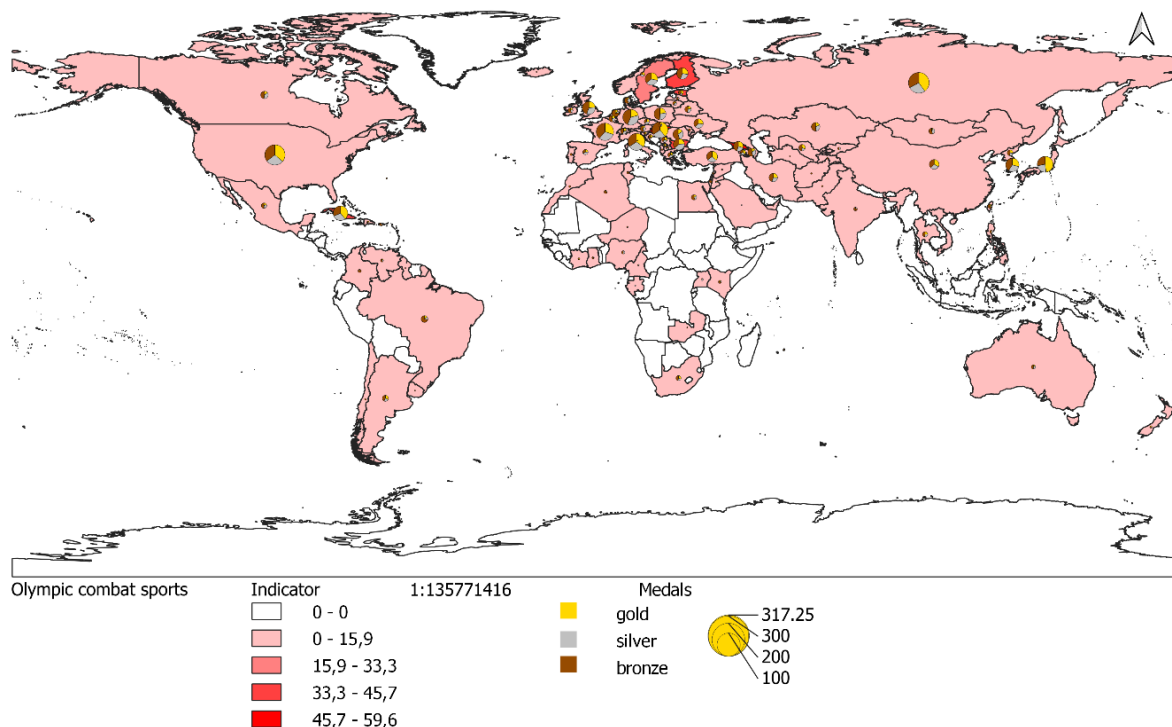 Olympic combat sports
Indicator
0 - 0
0 - 15,9
15,9 - 33,3
33,3 - 45,7
45,7 - 59,6
1:135771416
Medals
gold
silver
bronze
317.25
300
200
100